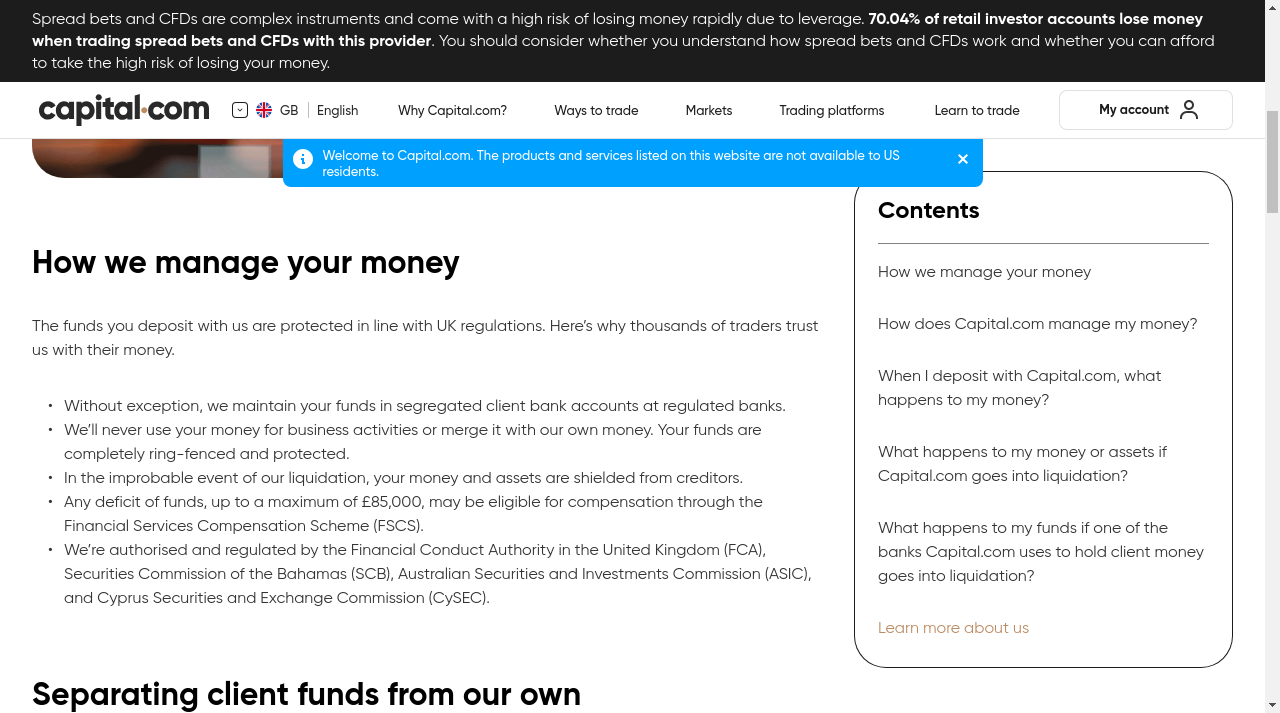 Spread bets and CFDs are complex instruments and come with a high risk of losing money rapidly due to leverage. 70.04% of retail investor accounts lose money
when trading spread bets and CFDs with this provider. You should consider whether you understand how spread bets and CFDs work and whether you can afford
to take the high risk of losing your money.
capital.com
GB
English
Why Capital.com?
Ways to trade
Markets
Trading platforms
Learn to trade
My account
Welcome to Capital.com. The products and services listed on this website are not available to US
residents.
How we manage your money
The funds you deposit with us are protected in line with UK regulations. Here’s why thousands of traders trust
us with their money.
• Without exception, we maintain your funds in segregated client bank accounts at regulated banks.
• We’ll never use your money for business activities or merge it with our own money. Your funds are
completely ring-fenced and protected.
• In the improbable event of our liquidation, your money and assets are shielded from creditors.
• Any deficit of funds, up to a maximum of £85,000, may be eligible for compensation through the
Financial Services Compensation Scheme (FSCS).
• We’re authorised and regulated by the Financial Conduct Authority in the United Kingdom (FCA),
Securities Commission of the Bahamas (SCB), Australian Securities and Investments Commission (ASIC),
and Cyprus Securities and Exchange Commission (CySEC).
Separating client funds from our own
Contents
How we manage your money
How does Capital.com manage my money?
When I deposit with Capital.com, what
happens to my money?
What happens to my money or assets if
Capital.com goes into liquidation?
What happens to my funds if one of the
banks Capital.com uses to hold client money
goes into liquidation?
Learn more about us